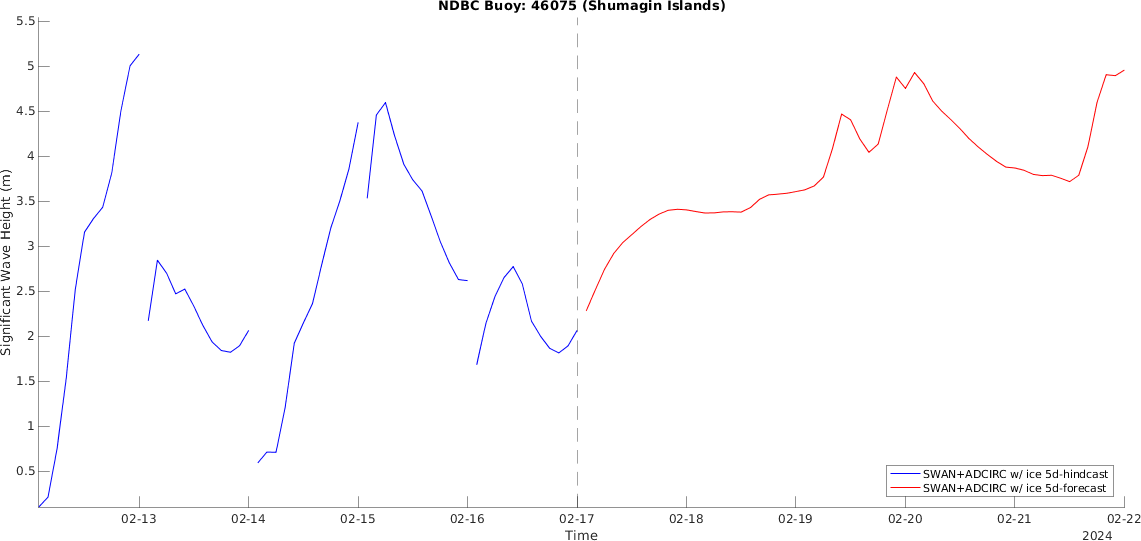 NDBC Buoy: 46075 (Shumagin Islands)
5.5
5
4.5
4
3.5
3
2.5
2
1.5
1
0.5
Significant Wave Height (m)
02-13 02-14 02-15 02-16 02-17 02-18 02-19 02-20 02-21 02-22
Time
2024
SWAN+ADCIRC w/ ice 5d-hindcast
SWAN+ADCIRC w/ ice 5d-forecast